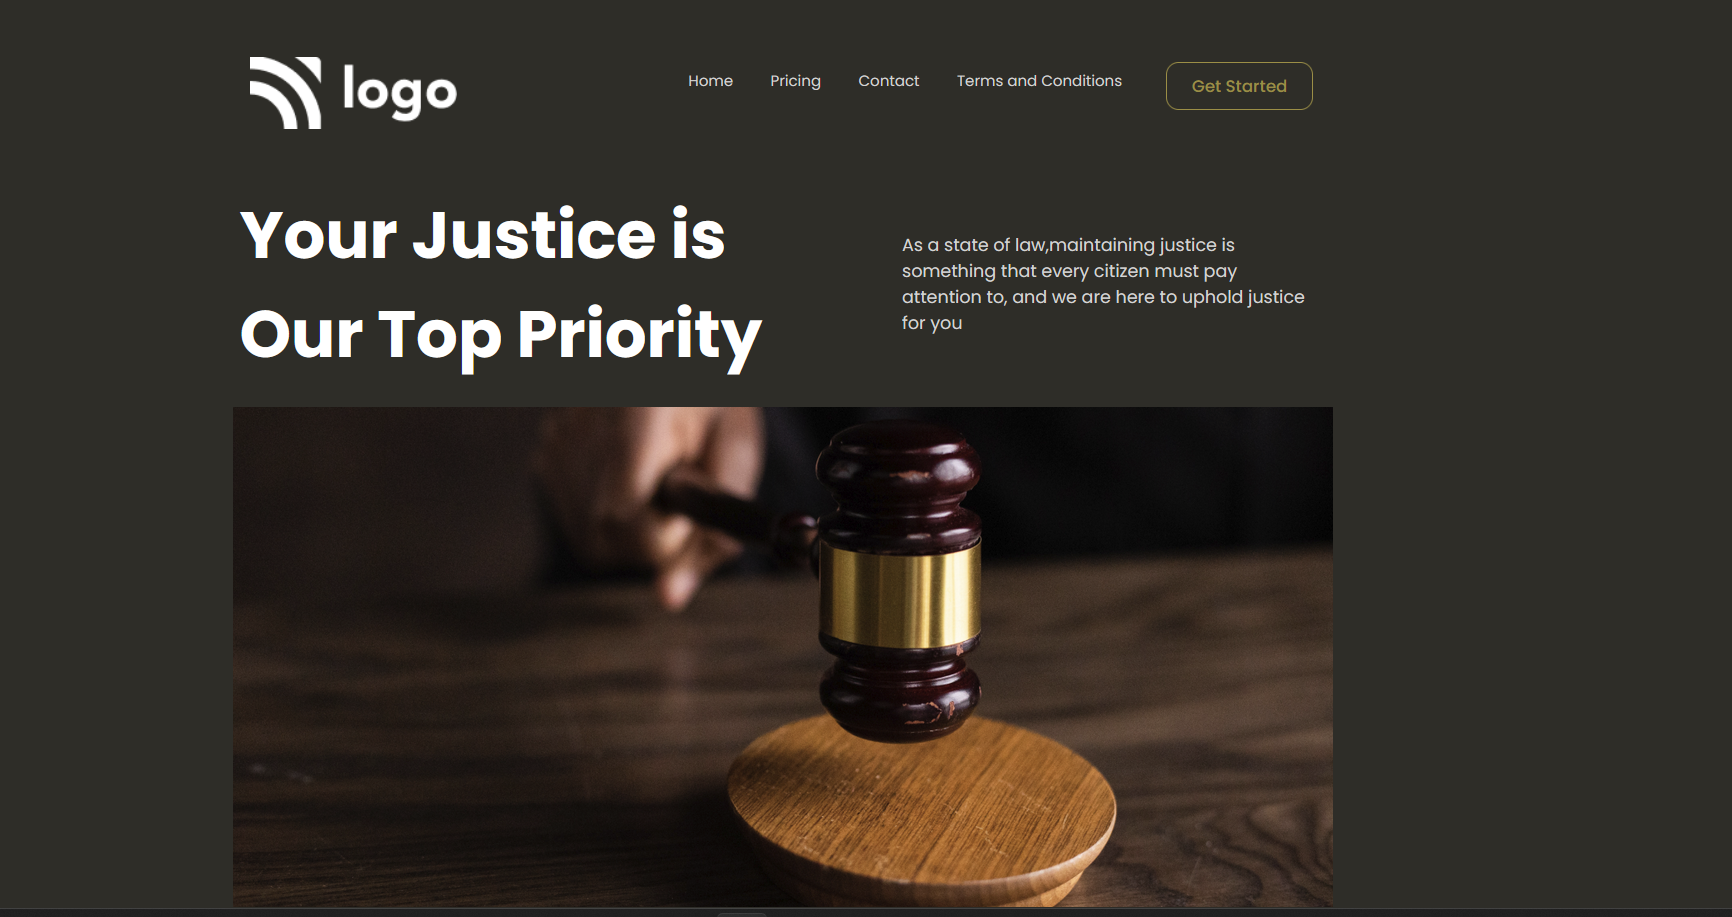 logo
Home Pricing Contact Terms and Conditions Get Started
Your Justice is
Our Top Priority
As a state of law,maintaining justice is
something that every citizen must pay
attention to, and we are here to uphold justice
for you